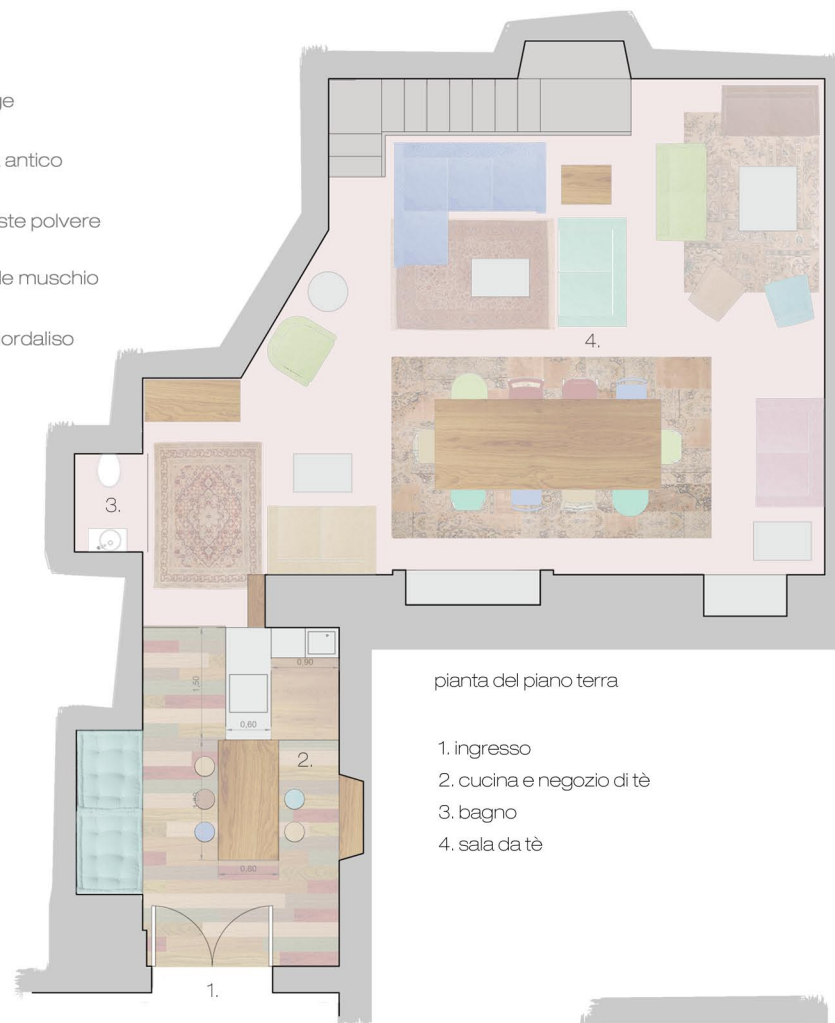 ge
antico
ste polvere
le muschio
ordaliso
4.
3.
0.90
1,50
0,60
2.
0,80
1.
pianta del piano terra
1. ingresso
2. cucina e negozio di tè
3. bagno
4. sala da tè